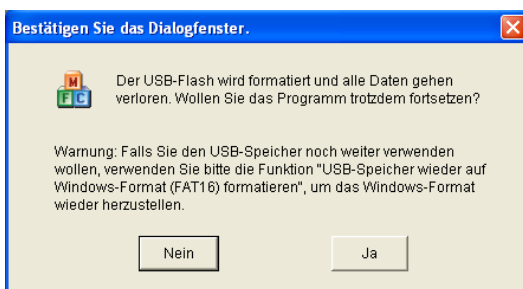 Bestätigen Sie das Dialogfenster.
Der USB-Flash wird formatiert und alle Daten gehen
verloren. Wollen Sie das Programm trotzdem fortsetzen?
M
F C
Warnung: Falls Sie den USB-Speicher noch weiter verwenden
wollen, verwenden Sie bitte die Funktion "USB-Speicher wieder auf
Windows-Format (FAT16) formatieren", um das Windows-Format
wieder herzustellen.
Nein
Ja